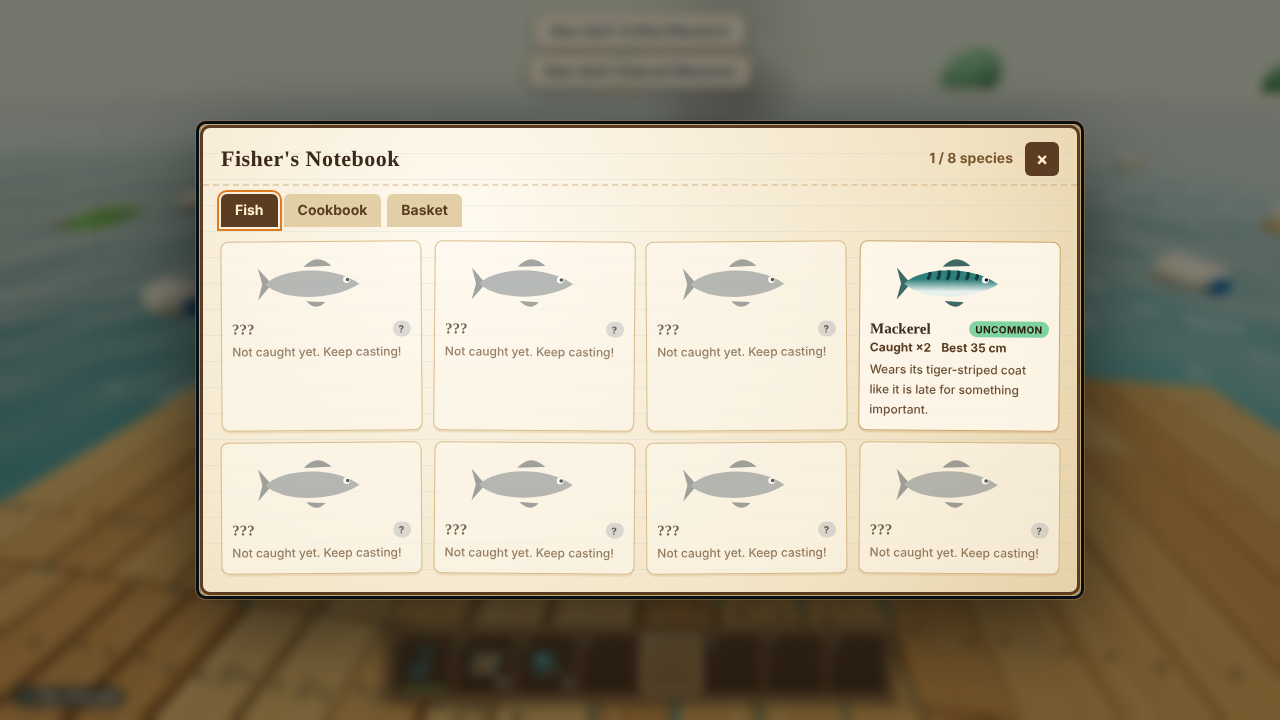 Fisher's Notebook
1 / 8 species
×
Fish
Cookbook
Basket
???
?
Not caught yet. Keep casting!
???
?
Not caught yet. Keep casting!
???
?
Not caught yet. Keep casting!
Mackerel
UNCOMMON
Caught ×2 Best 35 cm
Wears its tiger-striped coat
like it is late for something
important.
???
?
Not caught yet. Keep casting!
???
?
Not caught yet. Keep casting!
???
?
Not caught yet. Keep casting!
???
?
Not caught yet. Keep casting!